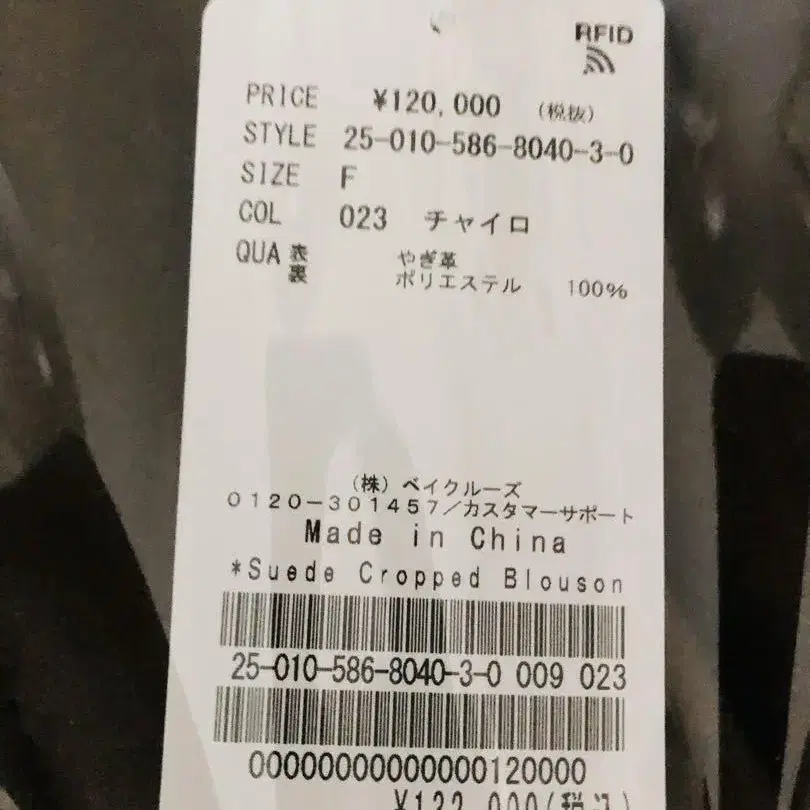 RFID
PRICE ¥120,000 (税抜)
STYLE 25-010-586-8040-3-0
SIZE F
COL 023 チャイロ
QUA 表 やぎ革
裏 ポリエステル 100%
(株) ベイクルーズ
0120-301457/カスタマーサポート
Made in China
*Suede Cropped Blouson
25-010-586-8040-3-0 009 023
00000000000000120000